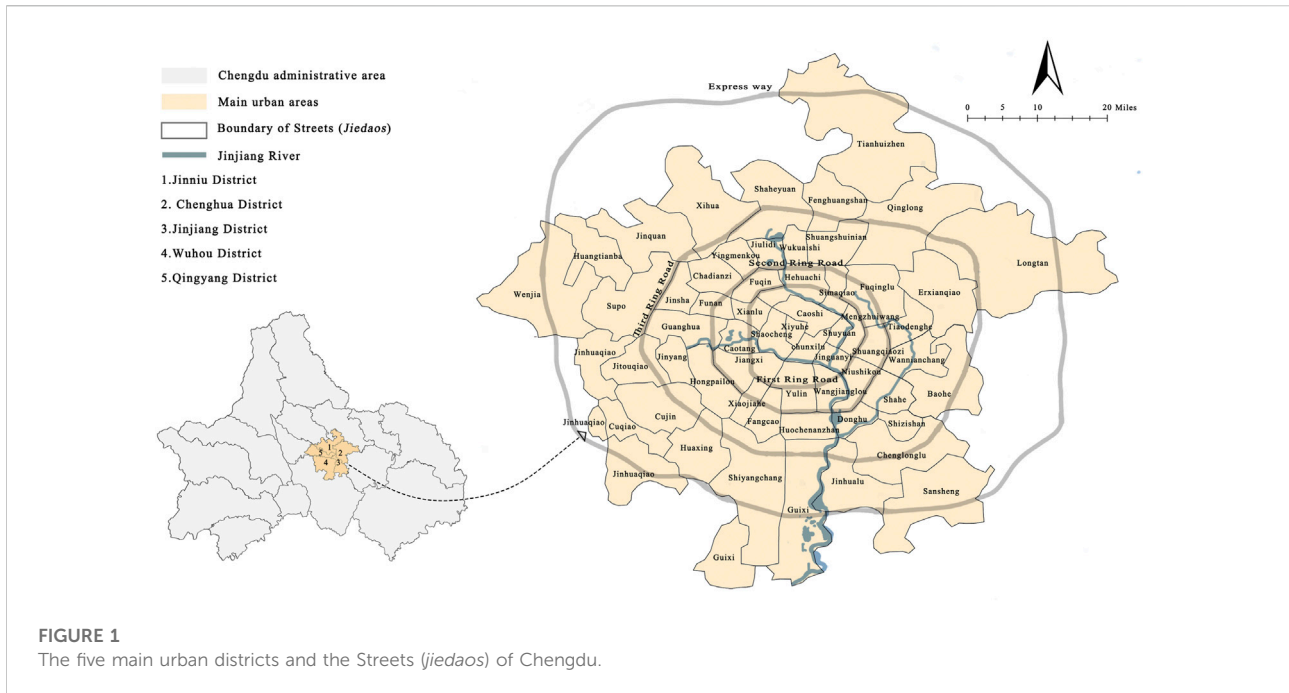 Chengdu administrative area
Main urban areas
Boundary of Streets (Jiedaos)
Jinjiang River
1.Jinniu District
2. Chenghua District
3.Jinjiang District
4.Wuhou District
5.Qingyang District
1
5 2
4 3
Express way
0 5 10 20 Miles
Tianhuizhen
Shaheyuan
Fenghuangshan
Xihua
Qinglong
Jinquan
Shuangshuinian
Jiulidi
Wukuaishi
Huangtianba
Yingmenkou
Second Ring Road
Longtan
Chadianzi
Fuqin
Hehuachi
Wenjia
Third Ring Road
Simaqiao
Fuqinglu
Erxianqiao
Supo
Jinsha
Funan
Xianlu
Caoshi
Mengzhuiwang
Guanghua
Xiyuhe
Tiaodenghe
Shaocheng
Shuyuan
Jinhuaqiao
Jinyang
Caotang
chunxilu
Shuangqiaozi
Jitouqiao
Jiangxi
Jinguanyi
Wannianchang
Hongpailou
First Ring Road
Niushikou
Yulin
Wangjianglou
Baohe
Xiaojiahe
Shahe
Jinhuaqiao
Cujin
Fangcao
Donghu
Cuqiao
Huochenanzhan
Shizishan
Huaxing
Chenglonglu
Jinhuaqiao
Shiyangchang
Jinhualu
Sansheng
Guixi
Guixi
FIGURE 1
The five main urban districts and the Streets (jiedaos) of Chengdu.